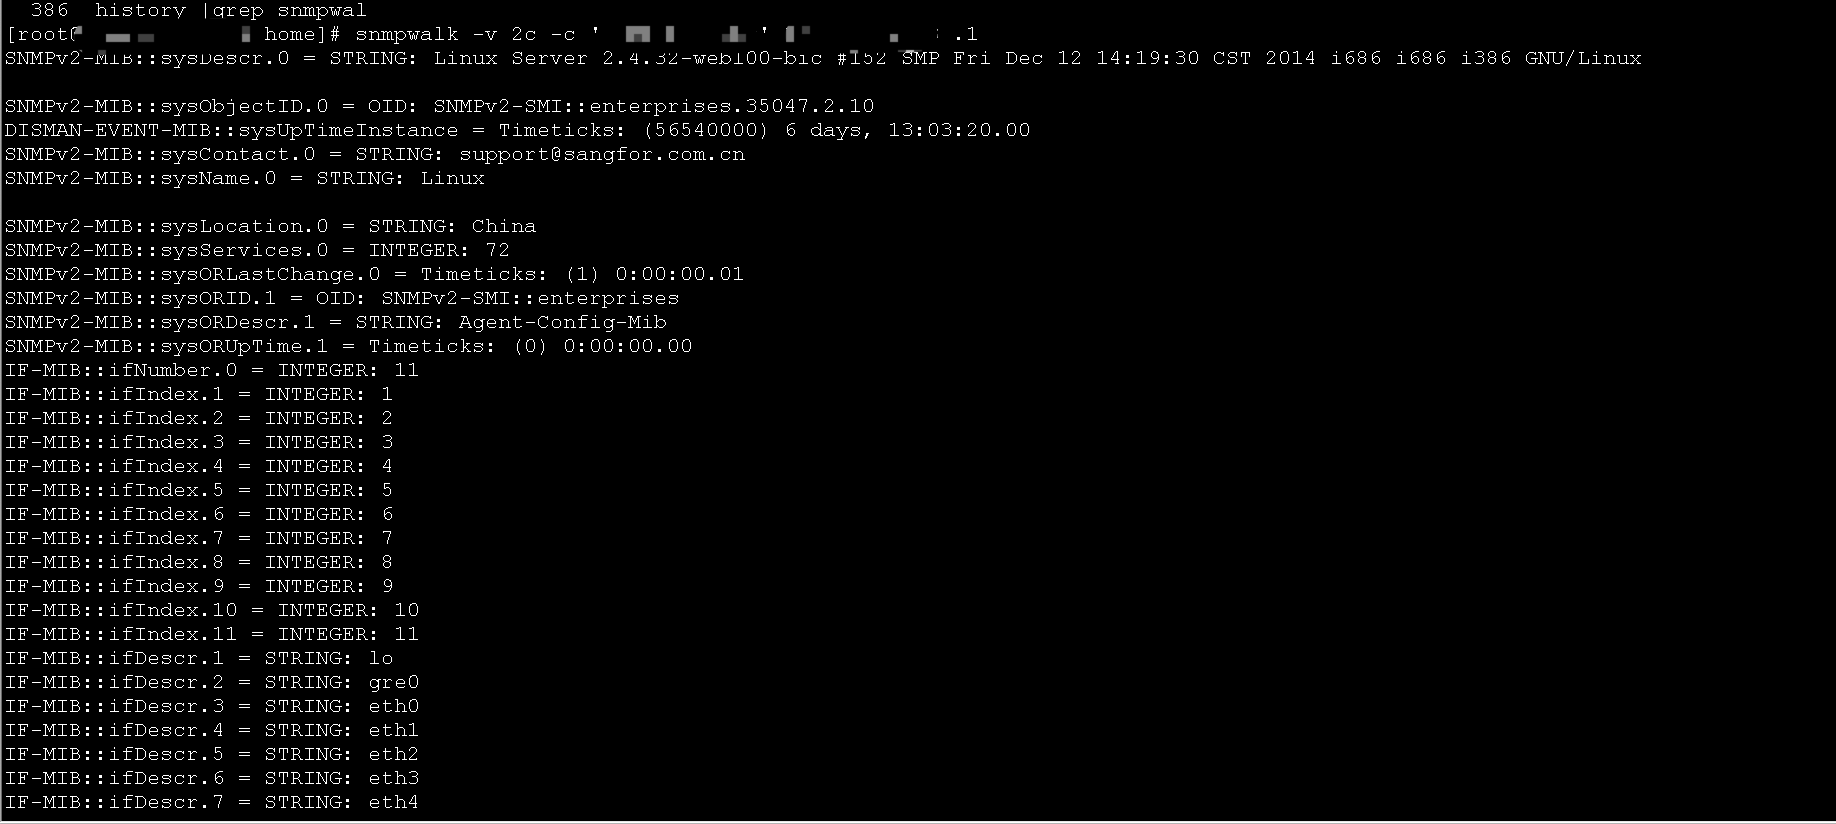 386 history |grep snmpwal
[root@ home]# snmpwalk -v 2c -c ' ' .1
SNMPv2-MIB::sysDescr.0 = STRING: Linux Server 2.4.32-web100-bic #152 SMP Fri Dec 12 14:19:30 CST 2014 i686 i686 i386 GNU/Linux
SNMPv2-MIB::sysObjectID.0 = OID: SNMPv2-SMI::enterprises.35047.2.10
DISMAN-EVENT-MIB::sysUpTimeInstance = Timeticks: (56540000) 6 days, 13:03:20.00
SNMPv2-MIB::sysContact.0 = STRING: support@sangfor.com.cn
SNMPv2-MIB::sysName.0 = STRING: Linux
SNMPv2-MIB::sysLocation.0 = STRING: China
SNMPv2-MIB::sysServices.0 = INTEGER: 72
SNMPv2-MIB::sysORLastChange.0 = Timeticks: (1) 0:00:00.01
SNMPv2-MIB::sysORID.1 = OID: SNMPv2-SMI::enterprises
SNMPv2-MIB::sysORDescr.1 = STRING: Agent-Config-Mib
SNMPv2-MIB::sysORUpTime.1 = Timeticks: (0) 0:00:00.00
IF-MIB::ifNumber.0 = INTEGER: 11
IF-MIB::ifIndex.1 = INTEGER: 1
IF-MIB::ifIndex.2 = INTEGER: 2
IF-MIB::ifIndex.3 = INTEGER: 3
IF-MIB::ifIndex.4 = INTEGER: 4
IF-MIB::ifIndex.5 = INTEGER: 5
IF-MIB::ifIndex.6 = INTEGER: 6
IF-MIB::ifIndex.7 = INTEGER: 7
IF-MIB::ifIndex.8 = INTEGER: 8
IF-MIB::ifIndex.9 = INTEGER: 9
IF-MIB::ifIndex.10 = INTEGER: 10
IF-MIB::ifIndex.11 = INTEGER: 11
IF-MIB::ifDescr.1 = STRING: lo
IF-MIB::ifDescr.2 = STRING: gre0
IF-MIB::ifDescr.3 = STRING: eth0
IF-MIB::ifDescr.4 = STRING: eth1
IF-MIB::ifDescr.5 = STRING: eth2
IF-MIB::ifDescr.6 = STRING: eth3
IF-MIB::ifDescr.7 = STRING: eth4